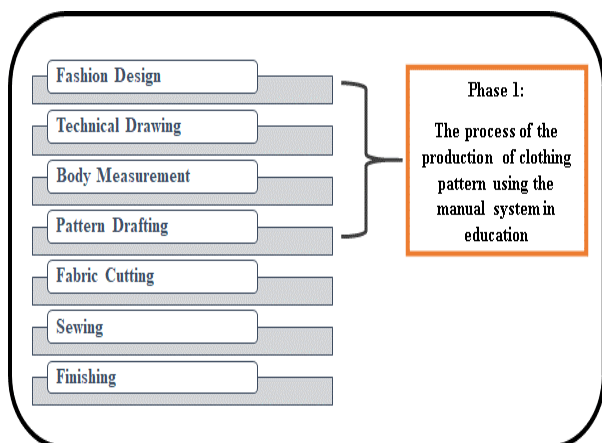 Fashion Design
Technical Drawing
Body Measurement
Pattern Drafting
Fabric Cutting
Sewing
Finishing
Phase 1:
The process of the
production of clothing
pattern using the
manual system in
education